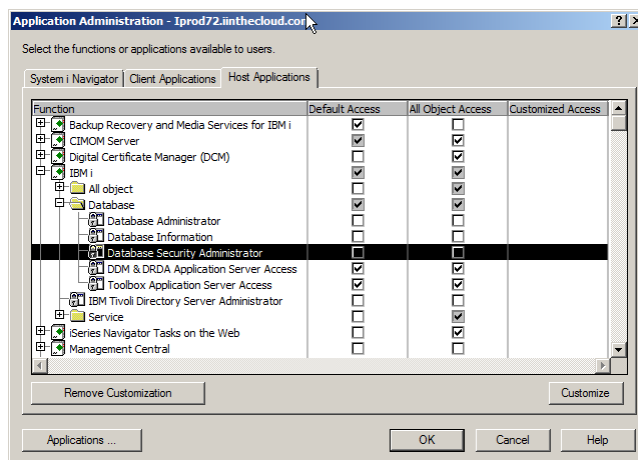 Application Administration - Iprod72.iinthecloud.com
Select the functions or applications available to users.
System i Navigator Client Applications Host Applications
Function Default Access All Object Access Customized Access
Backup Recovery and Media Services for IBM i
CIMOM Server
Digital Certificate Manager (DCM)
IBM i
All object
Database
Database Administrator
Database Information
Database Security Administrator
DDM & DRDA Application Server Access
Toolbox Application Server Access
IBM Tivoli Directory Server Administrator
Service
iSeries Navigator Tasks on the Web
Management Central
Remove Customization Customize
Applications ... OK Cancel Help